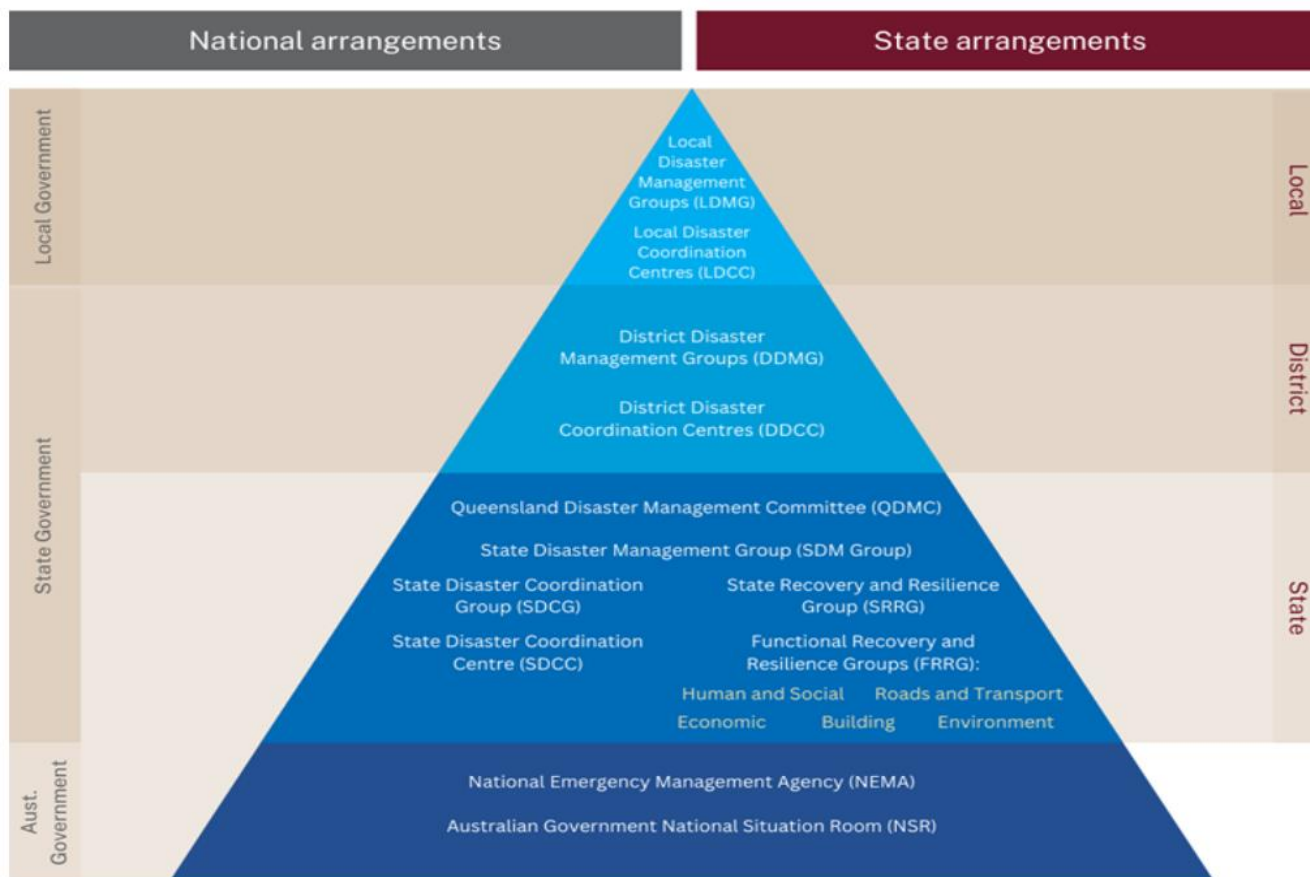 National arrangements
State arrangements
Local Government
State Government
Aust.
Government
Local
Disaster
Management
Groups (LDMG)
Local Disaster
Coordination
Centres (LDCC)
District Disaster
Management Groups (DDMG)
District Disaster
Coordination Centres (DDCC)
Queensland Disaster Management Committee (QDMC)
State Disaster Management Group (SDM Group)
State Disaster Coordination
Group (SDCG)
State Recovery and Resilience
Group (SRRG)
State Disaster Coordination
Centre (SDCC)
Functional Recovery and
Resilience Groups (FRRG):
Human and Social
Roads and Transport
Economic
Building
Environment
National Emergency Management Agency (NEMA)
Australian Government National Situation Room (NSR)
Local
District
State